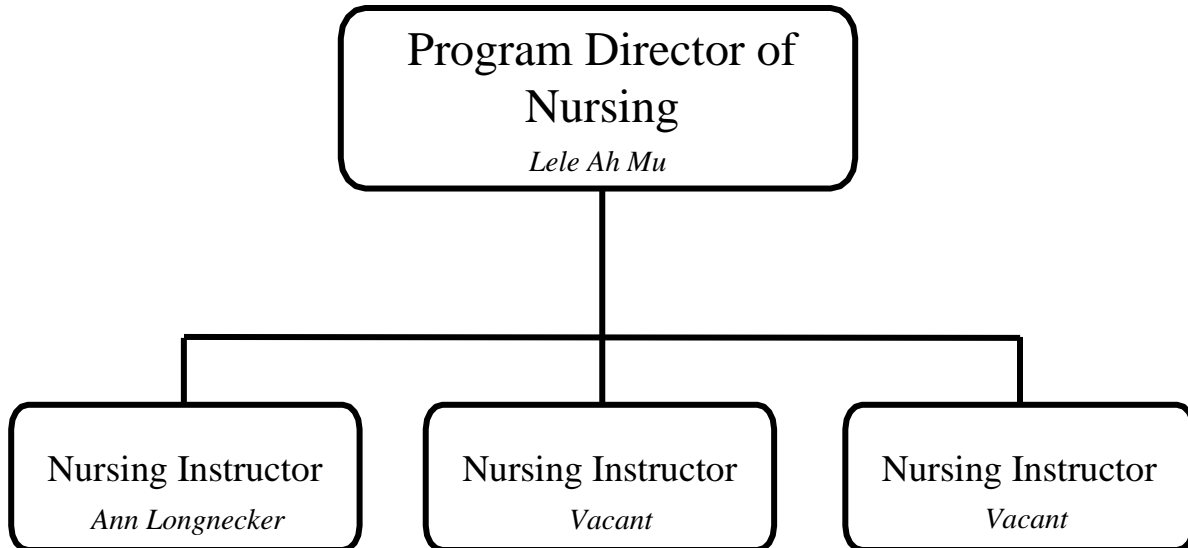 Program Director of
Nursing
Lele Ah Mu
Nursing Instructor
Ann Longnecker
Nursing Instructor
Vacant
Nursing Instructor
Vacant